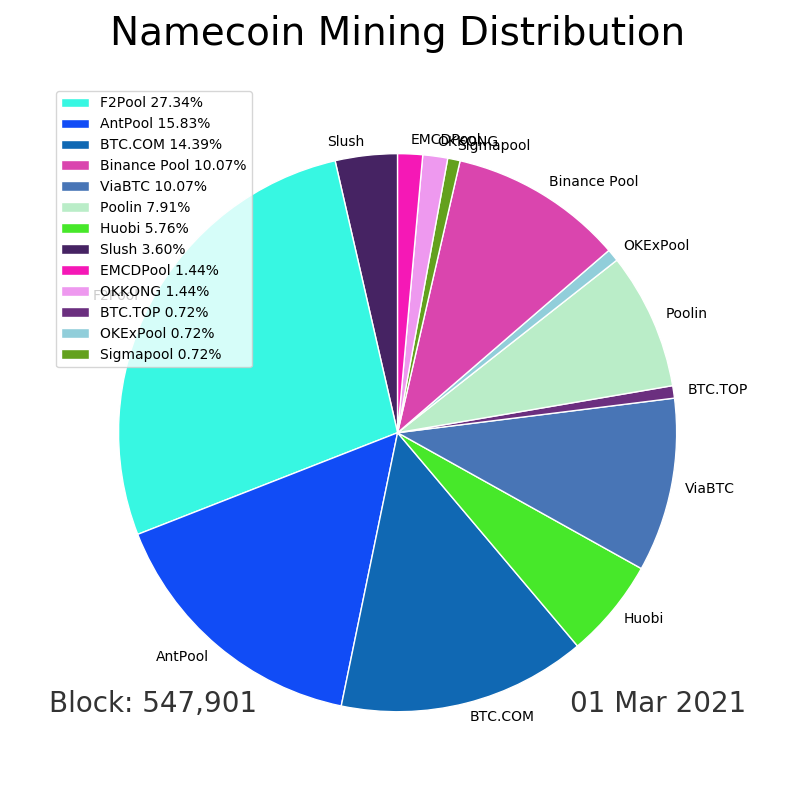 Namecoin Mining Distribution
F2Pool 27.34%
AntPool 15.83%
BTC.COM 14.39%
Binance Pool 10.07%
ViaBTC 10.07%
Poolin 7.91%
Huobi 5.76%
Slush 3.60%
EMCDPool 1.44%
OKKONG 1.44%
BTC.TOP 0.72%
OKExPool 0.72%
Sigmapool 0.72%
Slush
EMCDPool
OKKONG
Sigmapool
Binance Pool
OKExPool
F2Pool
Poolin
BTC.TOP
ViaBTC
Huobi
AntPool
BTC.COM
Block: 547,901
01 Mar 2021